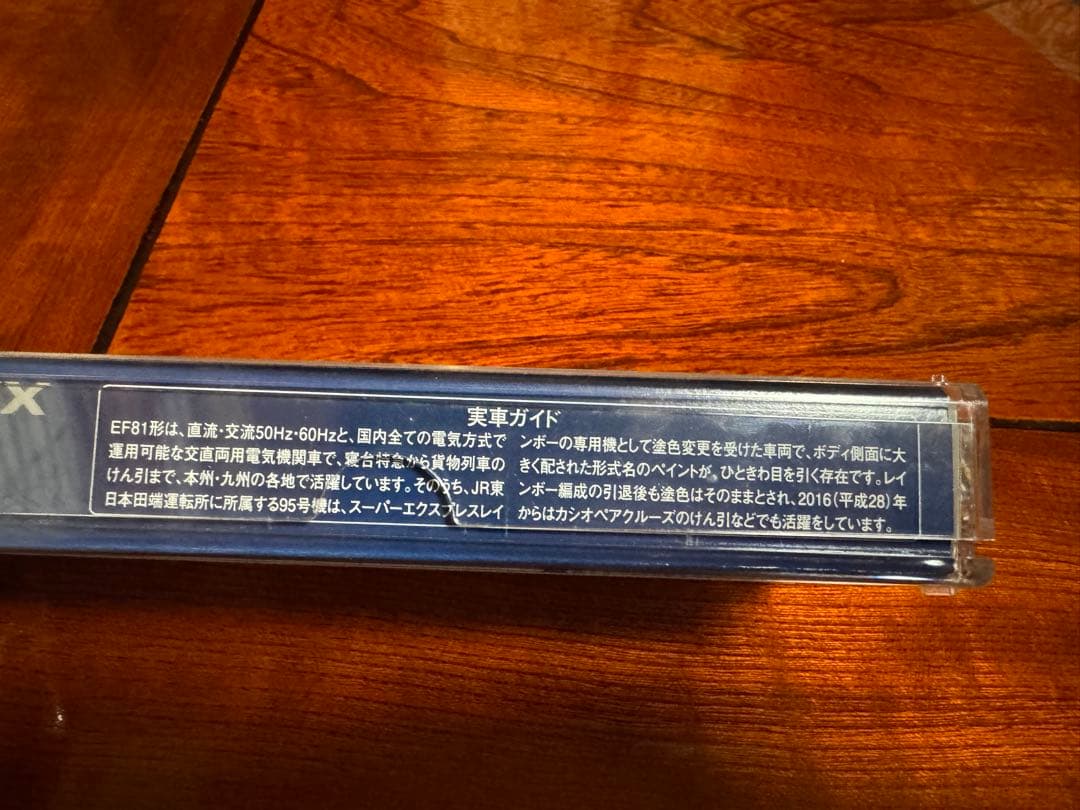 X
実車ガイド
EF81形は、直流・交流50Hz・60Hzと、国内全ての電気方式で
運用可能な交直両用電気機関車で、寝台特急から貨物列車の
けん引まで、本州・九州の各地で活躍しています。そのうち、JR東
日本田端運転所に所属する95号機は、スーパーエクスプレスレイ
ンボーの専用機として塗色変更を受けた車両で、ボディ側面に大
きく配された形式名のペイントが、ひときわ目を引く存在です。レイ
ンボー編成の引退後も塗色はそのままとされ、2016(平成28)年
からはカシオペアクルーズのけん引などでも活躍をしています。